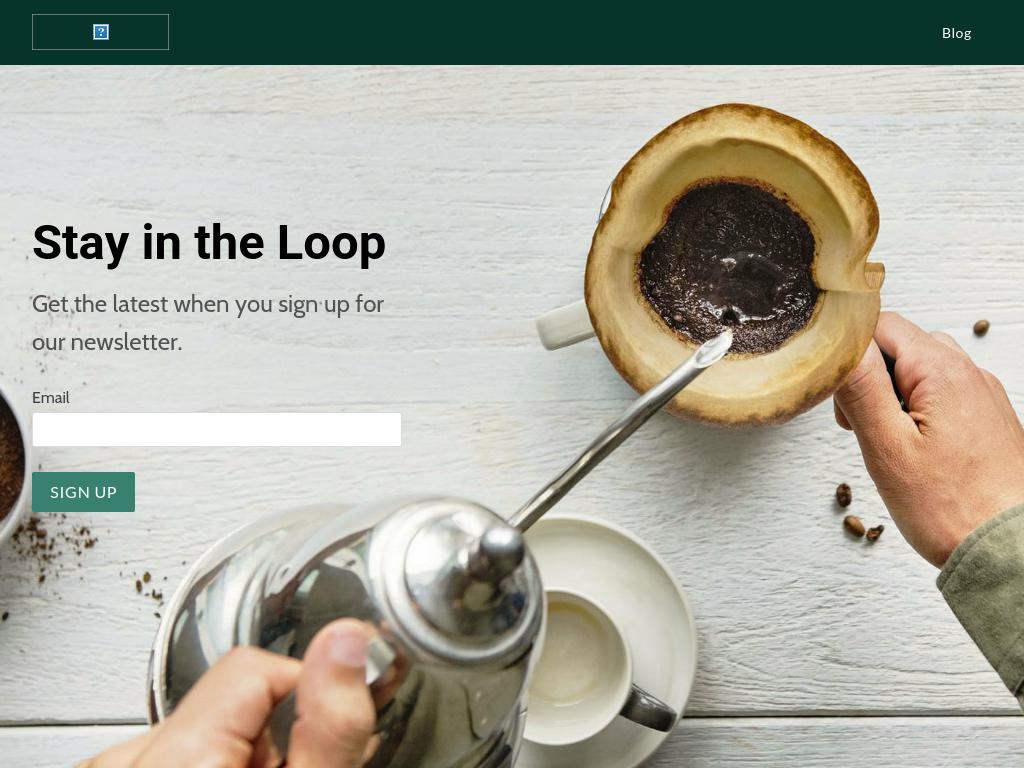 Blog
Stay in the Loop
Get the latest when you sign up for
our newsletter.
Email
SIGN UP